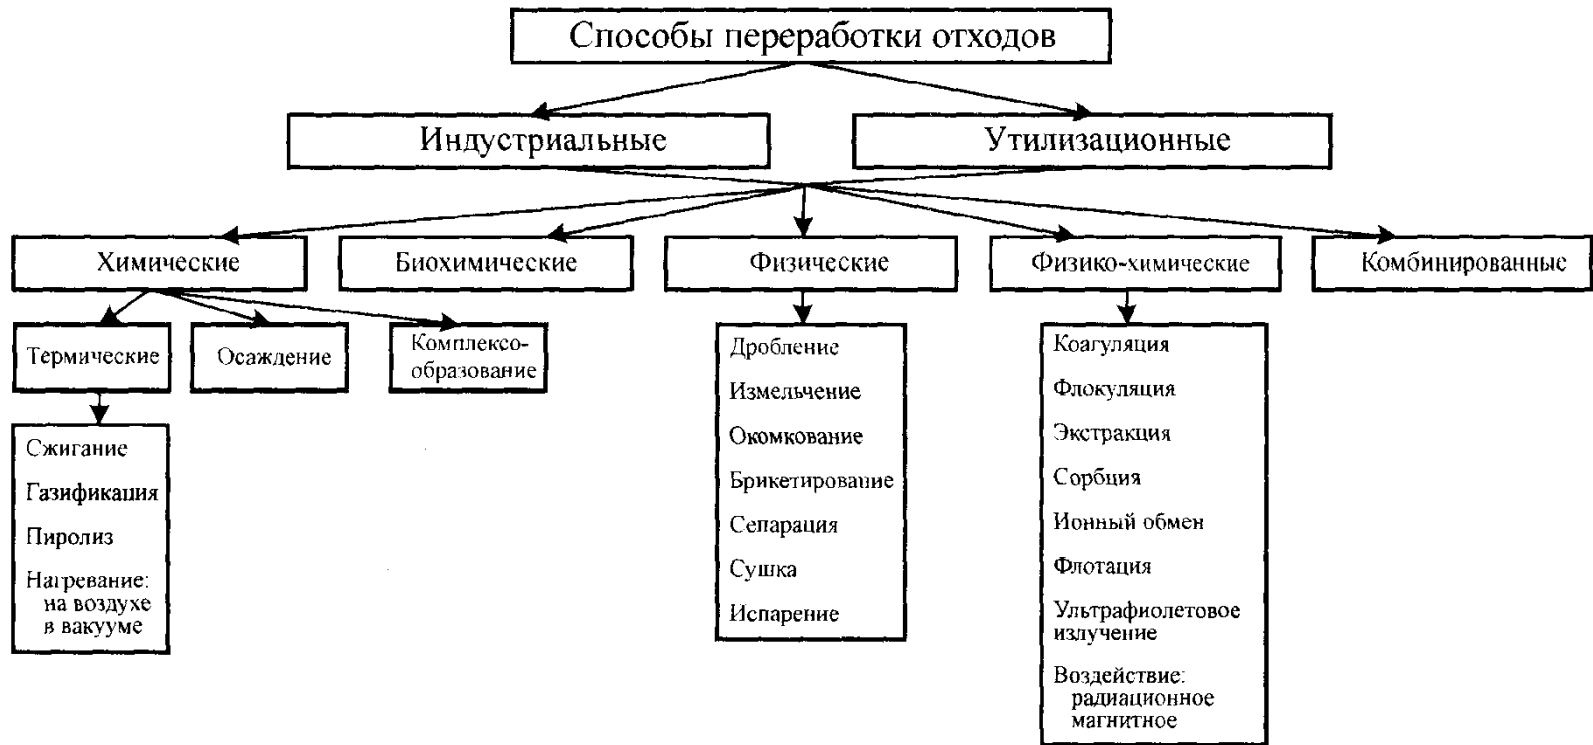 Способы переработки отходов
Индустриальные
Утилизационные
Химические
Биохимические
Физические
Физико-химические
Комбинированные
Термические
Осаждение
Комплексо-
образование
Сжигание
Газификация
Пиролиз
Нагревание:
на воздухе
в вакууме
Дробление
Измельчение
Окомкование
Брикетирование
Сепарация
Сушка
Испарение
Коагуляция
Флокуляция
Экстракция
Сорбция
Ионный обмен
Флотация
Ультрафиолетовое
излучение
Воздействие:
радиационное
магнитное